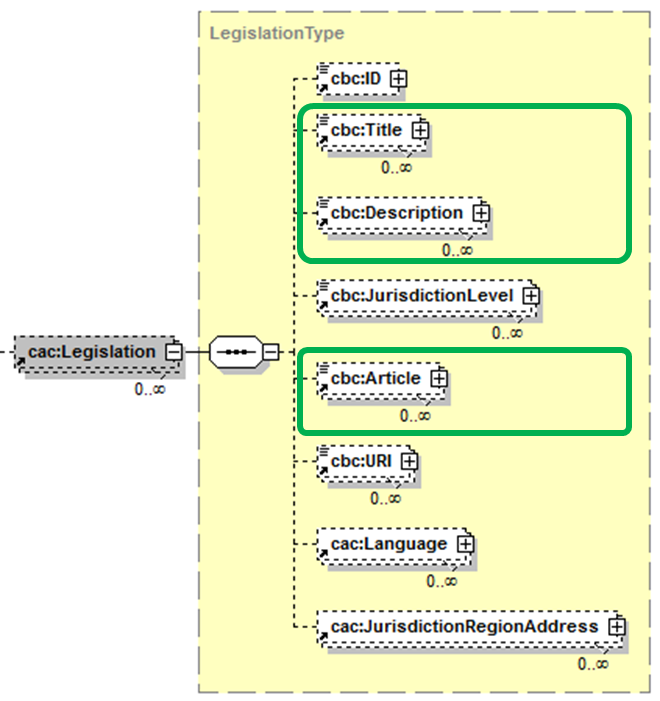 LegislationType
cbc:ID
cbc:Title
0..∞
cbc:Description
0..∞
cbc:JurisdictionLevel
0..∞
cac:Legislation
0..∞
cbc:Article
0..∞
cbc:URI
0..∞
cac:Language
0..∞
cac:JurisdictionRegionAddress
0..∞